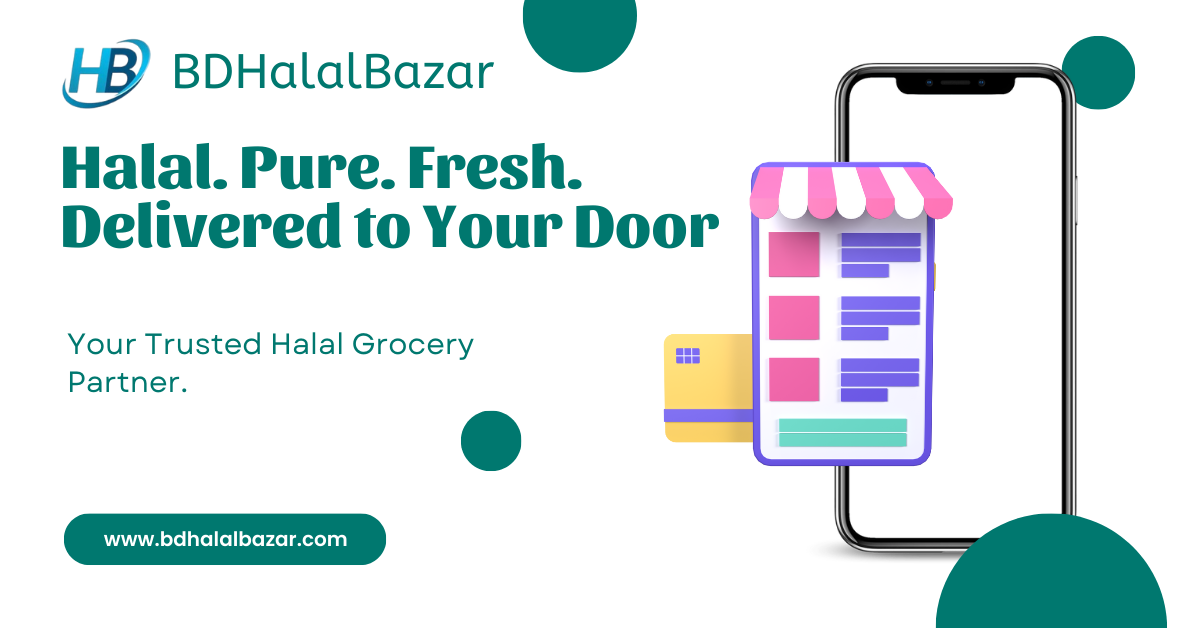 HB
BDHalalBazar
Halal. Pure. Fresh.
Delivered to Your Door
Your Trusted Halal Grocery
Partner.
www.bdhalalbazar.com